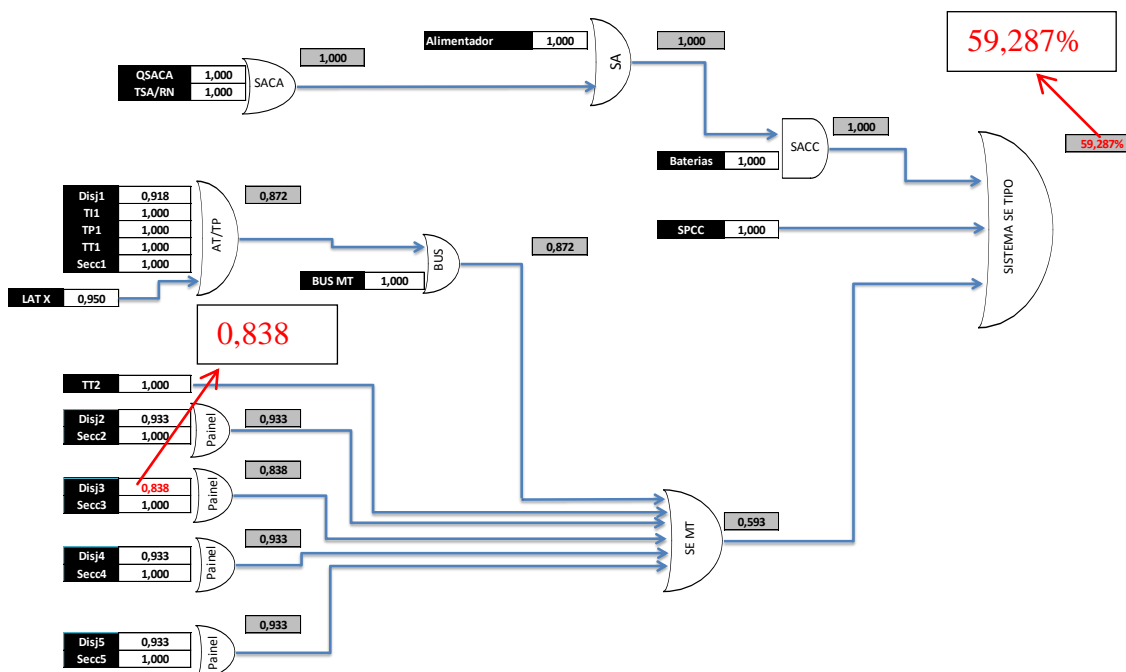 59,287%
Alimentador 1,000
SA
1,000
1,000
QSACA 1,000
TSA/RN 1,000
SACA
59,287%
1,000
SACC
Baterias 1,000
Disj1 0,918
TI1 1,000
TP1 1,000
TT1 1,000
Secc1 1,000
AT/TP
0,872
SPCC 1,000
SISTEMA SE TIPO
0,872
BUS
BUS MT 1,000
LAT X 0,950
0,838
TT2 1,000
Disj2 0,933
Secc2 1,000
Painel
0,933
Disj3 0,838
Secc3 1,000
Painel
0,838
SE MT
0,593
Disj4 0,933
Secc4 1,000
Painel
0,933
Disj5 0,933
Secc5 1,000
Painel
0,933